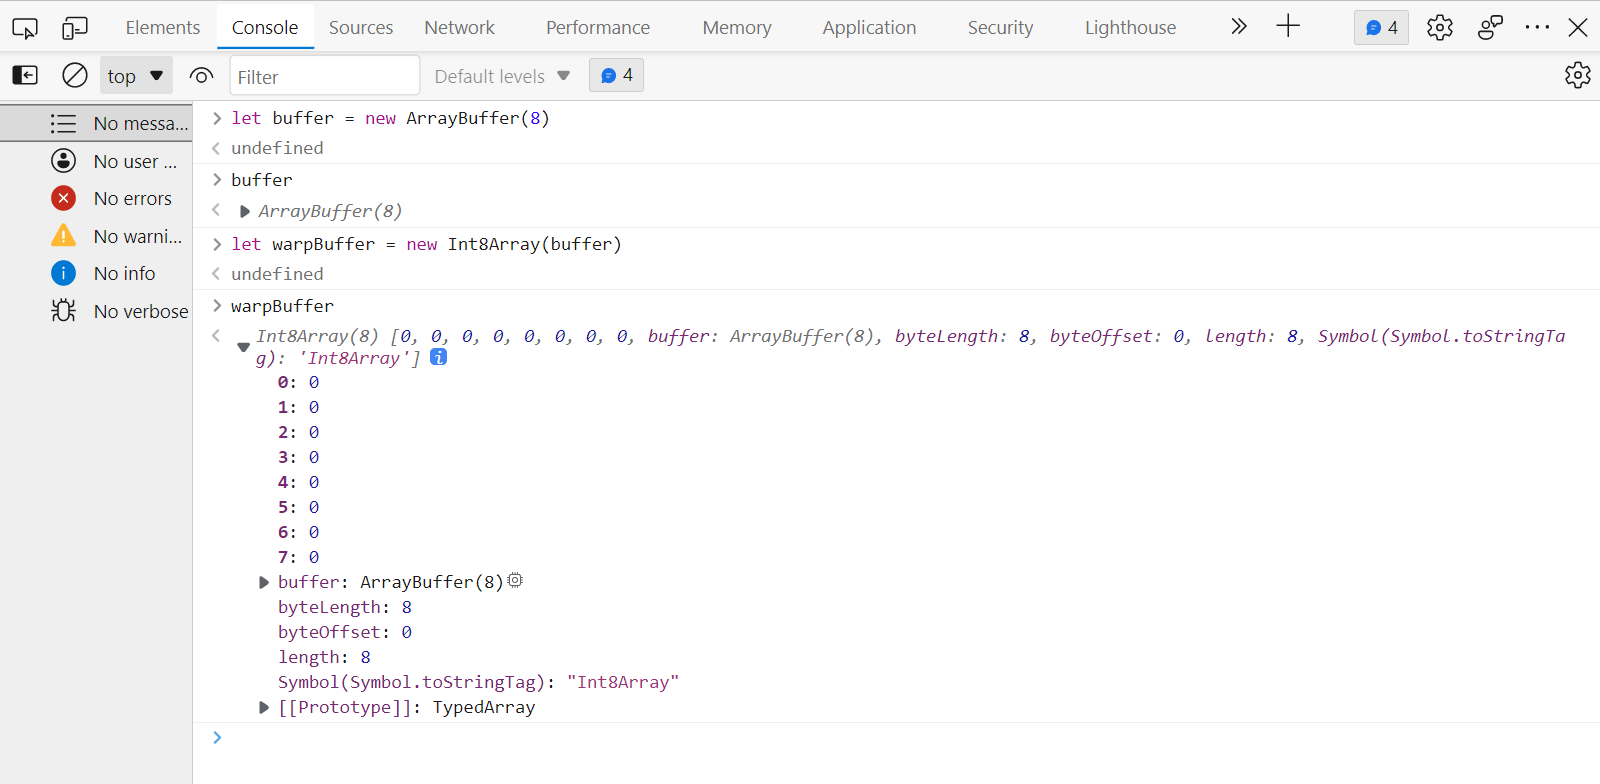 Elements Console Sources Network Performance Memory Application Security Lighthouse 4
top Filter Default levels 4
No messa...
No user ...
No errors
No warni...
No info
No verbose
> let buffer = new ArrayBuffer(8)
< undefined
> buffer
< ArrayBuffer(8)
> let warpBuffer = new Int8Array(buffer)
< undefined
> warpBuffer
< Int8Array(8) [0, 0, 0, 0, 0, 0, 0, 0, buffer: ArrayBuffer(8), byteLength: 8, byteOffset: 0, length: 8, Symbol(Symbol.toStringTa
g): 'Int8Array'] i
0: 0
1: 0
2: 0
3: 0
4: 0
5: 0
6: 0
7: 0
buffer: ArrayBuffer(8)
byteLength: 8
byteOffset: 0
length: 8
Symbol(Symbol.toStringTag): "Int8Array"
[[Prototype]]: TypedArray
>